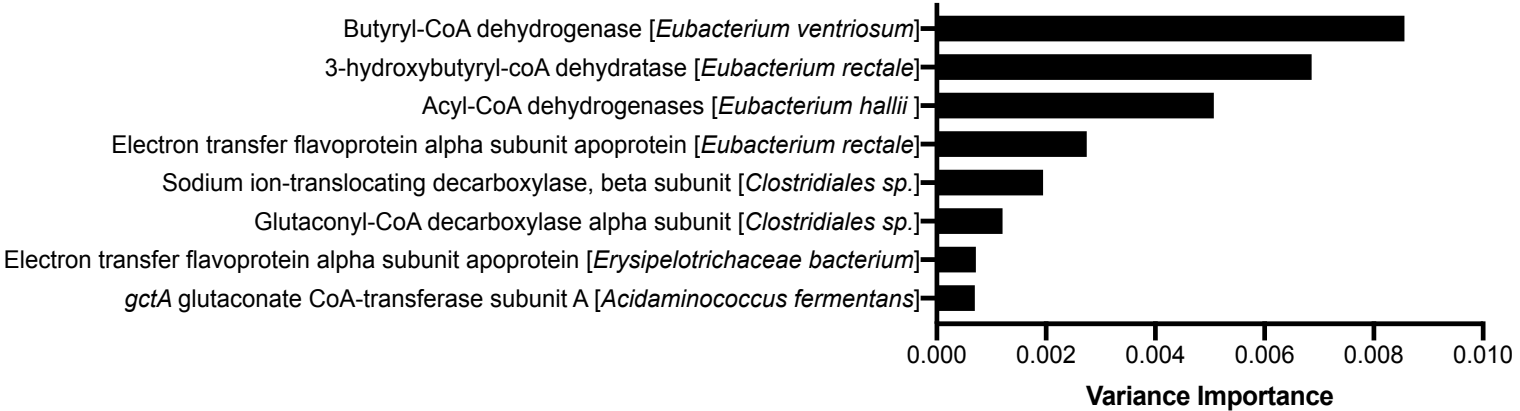 Butyryl-CoA dehydrogenase [Eubacterium ventriosum]
3-hydroxybutyryl-coA dehydratase [Eubacterium rectale]
Acyl-CoA dehydrogenases [Eubacterium hallii ]
Electron transfer flavoprotein alpha subunit apoprotein [Eubacterium rectale]
Sodium ion-translocating decarboxylase, beta subunit [Clostridiales sp.]
Glutaconyl-CoA decarboxylase alpha subunit [Clostridiales sp.]
Electron transfer flavoprotein alpha subunit apoprotein [Erysipelotrichaceae bacterium]
gctA glutaconate CoA-transferase subunit A [Acidaminococcus fermentans]
0.000 0.002 0.004 0.006 0.008 0.010
Variance Importance